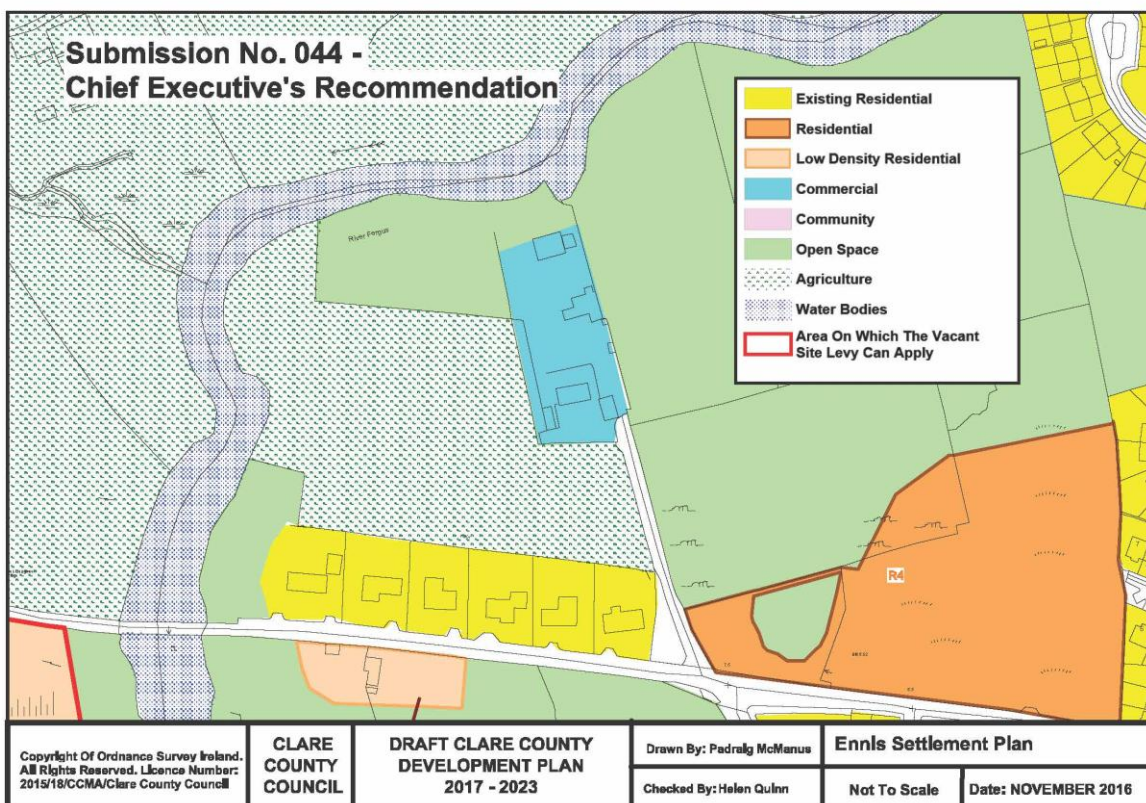 Submission No. 044 -
Chief Executive's Recommendation
Existing Residential
Residential
Low Density Residential
Commercial
Community
Open Space
Agriculture
Water Bodies
Area On Which The Vacant
Site Levy Can Apply
River Fergus
R4
Copyright Of Ordnance Survey Ireland.
All Rights Reserved. Licence Number:
2015/18/CCMA/Clare County Council
CLARE
COUNTY
COUNCIL
DRAFT CLARE COUNTY
DEVELOPMENT PLAN
2017 - 2023
Drawn By: Padraig McManus
Checked By: Helen Quinn
Ennis Settlement Plan
Not To Scale
Date: NOVEMBER 2016